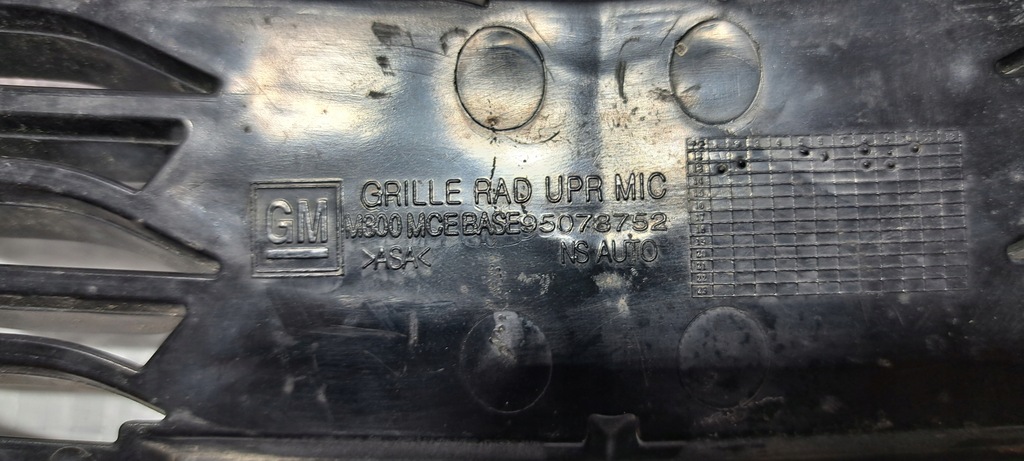 GM
GRILLE RAD UPR MIC
M300 MCE BASE95078752
>ASA<
NS AUTO